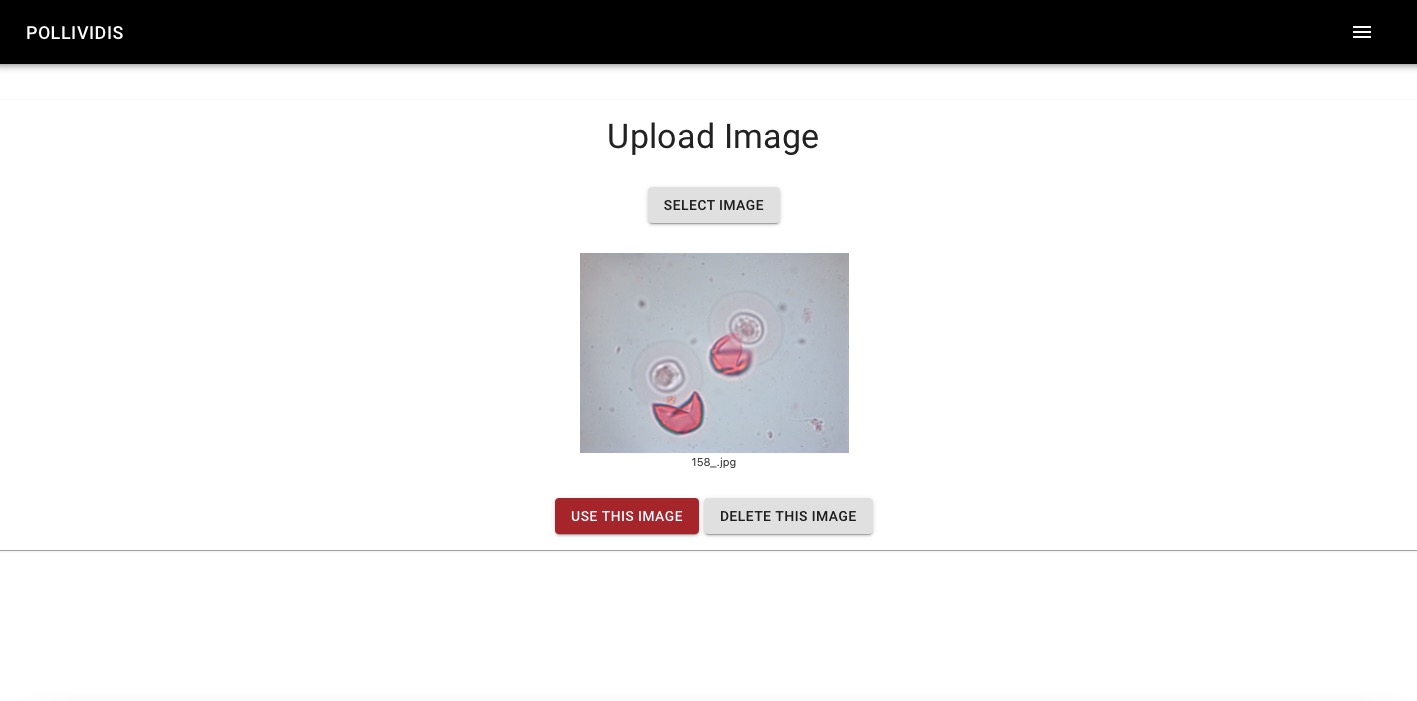 POLLIVIDIS
Upload Image
SELECT IMAGE
158_.jpg
USE THIS IMAGE DELETE THIS IMAGE